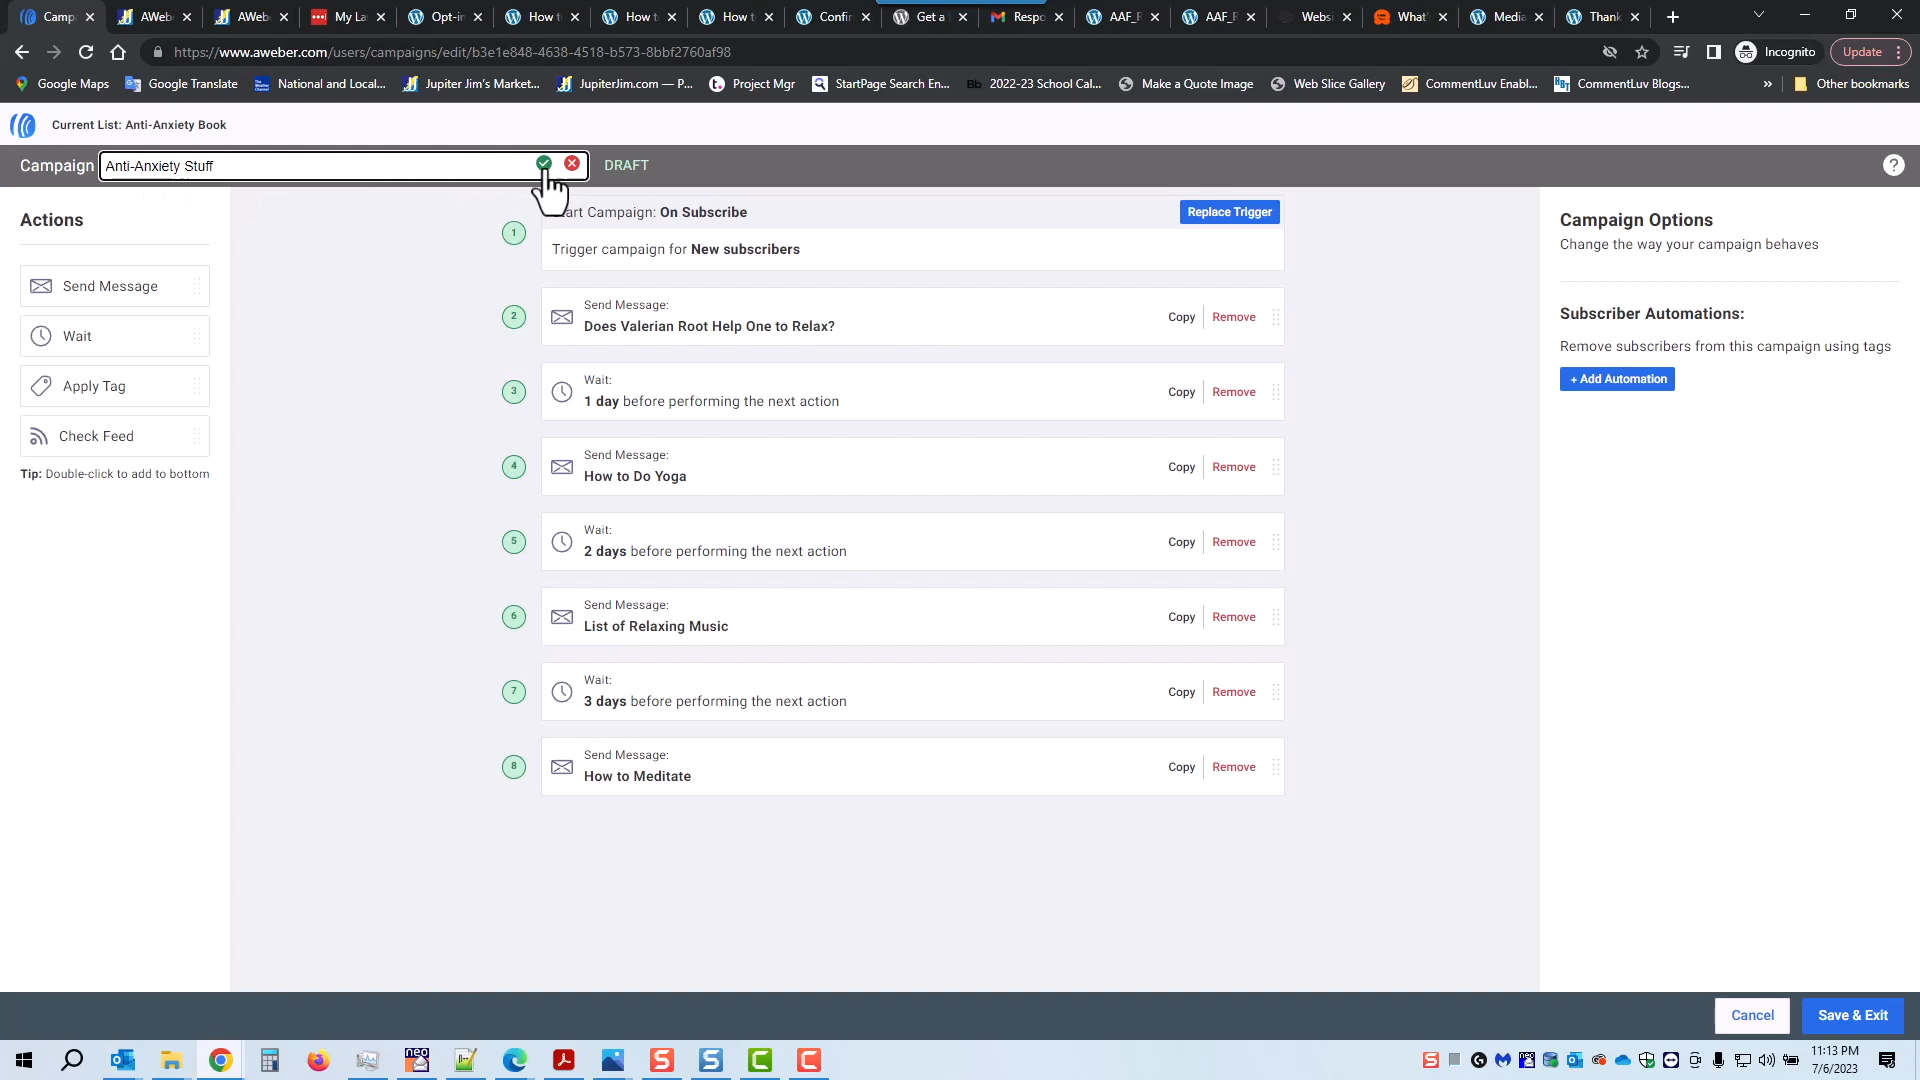 Camp
AWeb
AWeb
My La
Opt-in
How t
How t
How t
Confir
Get a
Respo
AAF_F
AAF_F
Websi
What'
Media
Thank
https://www.aweber.com/users/campaigns/edit/b3e1e848-4638-4518-b573-8bbf2760af98
Incognito
Update
Google Maps
Google Translate
National and Local...
Jupiter Jim's Market...
JupiterJim.com — P...
Project Mgr
StartPage Search En...
Bb 2022-23 School Cal...
Make a Quote Image
Web Slice Gallery
CommentLuv Enabl...
CommentLuv Blogs...
»
Other bookmarks
Current List: Anti-Anxiety Book
Campaign Anti-Anxiety Stuff DRAFT
?
Actions
Send Message
Wait
Apply Tag
Check Feed
Tip: Double-click to add to bottom
1
art Campaign: On Subscribe
Replace Trigger
Trigger campaign for New subscribers
2
Send Message:
Does Valerian Root Help One to Relax?
Copy Remove
3
Wait:
1 day before performing the next action
Copy Remove
4
Send Message:
How to Do Yoga
Copy Remove
5
Wait:
2 days before performing the next action
Copy Remove
6
Send Message:
List of Relaxing Music
Copy Remove
7
Wait:
3 days before performing the next action
Copy Remove
8
Send Message:
How to Meditate
Copy Remove
Campaign Options
Change the way your campaign behaves
Subscriber Automations:
Remove subscribers from this campaign using tags
+ Add Automation
Cancel
Save & Exit
neo
11:13 PM
7/6/2023